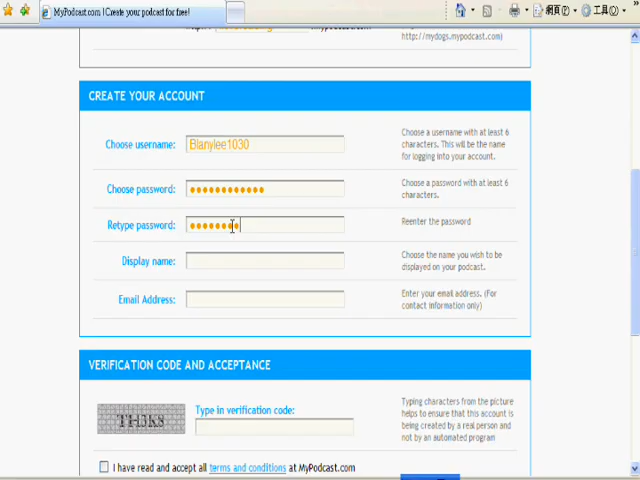 MyPodcast.com | Create your podcast for free!
網頁(P)
工具(O)
.mypodcast.com
http://mydogs.mypodcast.com)
CREATE YOUR ACCOUNT
Choose username:
Blanylee1030
Choose a username with at least 6
characters. This will be the name
for logging into your account.
Choose password:
Choose a password with at least 6
characters.
Retype password:
Reenter the password
Display name:
Choose the name you wish to be
displayed on your podcast.
Email Address:
Enter your email address. (For
contact information only)
VERIFICATION CODE AND ACCEPTANCE
Type in verification code:
Typing characters from the picture
helps to ensure that this account is
being created by a real person and
not by an automated program
I have read and accept all terms and conditions at MyPodcast.com